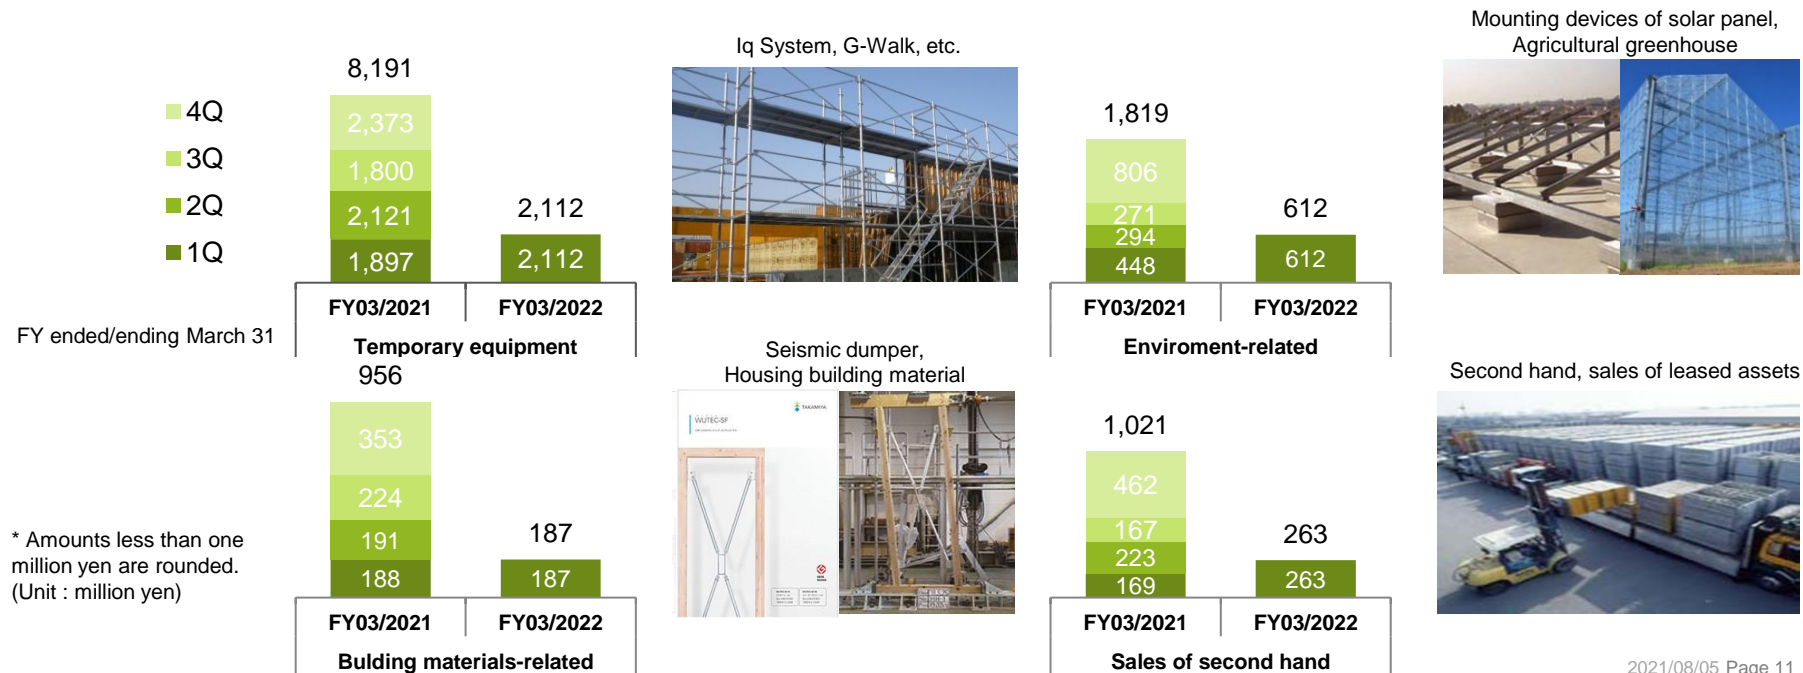 4Q
3Q
2Q
1Q
FY ended/ending March 31
8,191
2,373
1,800
2,121
1,897
2,112
2,112
FY03/2021
FY03/2022
Temporary equipment
Iq System, G-Walk, etc.
1,819
806
271
294
448
612
612
FY03/2021
FY03/2022
Enviroment-related
Mounting devices of solar panel,
Agricultural greenhouse
956
353
224
191
188
187
187
FY03/2021
FY03/2022
Bulding materials-related
* Amounts less than one
million yen are rounded.
(Unit : million yen)
Seismic dumper,
Housing building material
TAKAMIYA
WUTEC-SF
1,021
462
167
223
169
263
263
FY03/2021
FY03/2022
Sales of second hand
Second hand, sales of leased assets
2021/08/05 Page 11